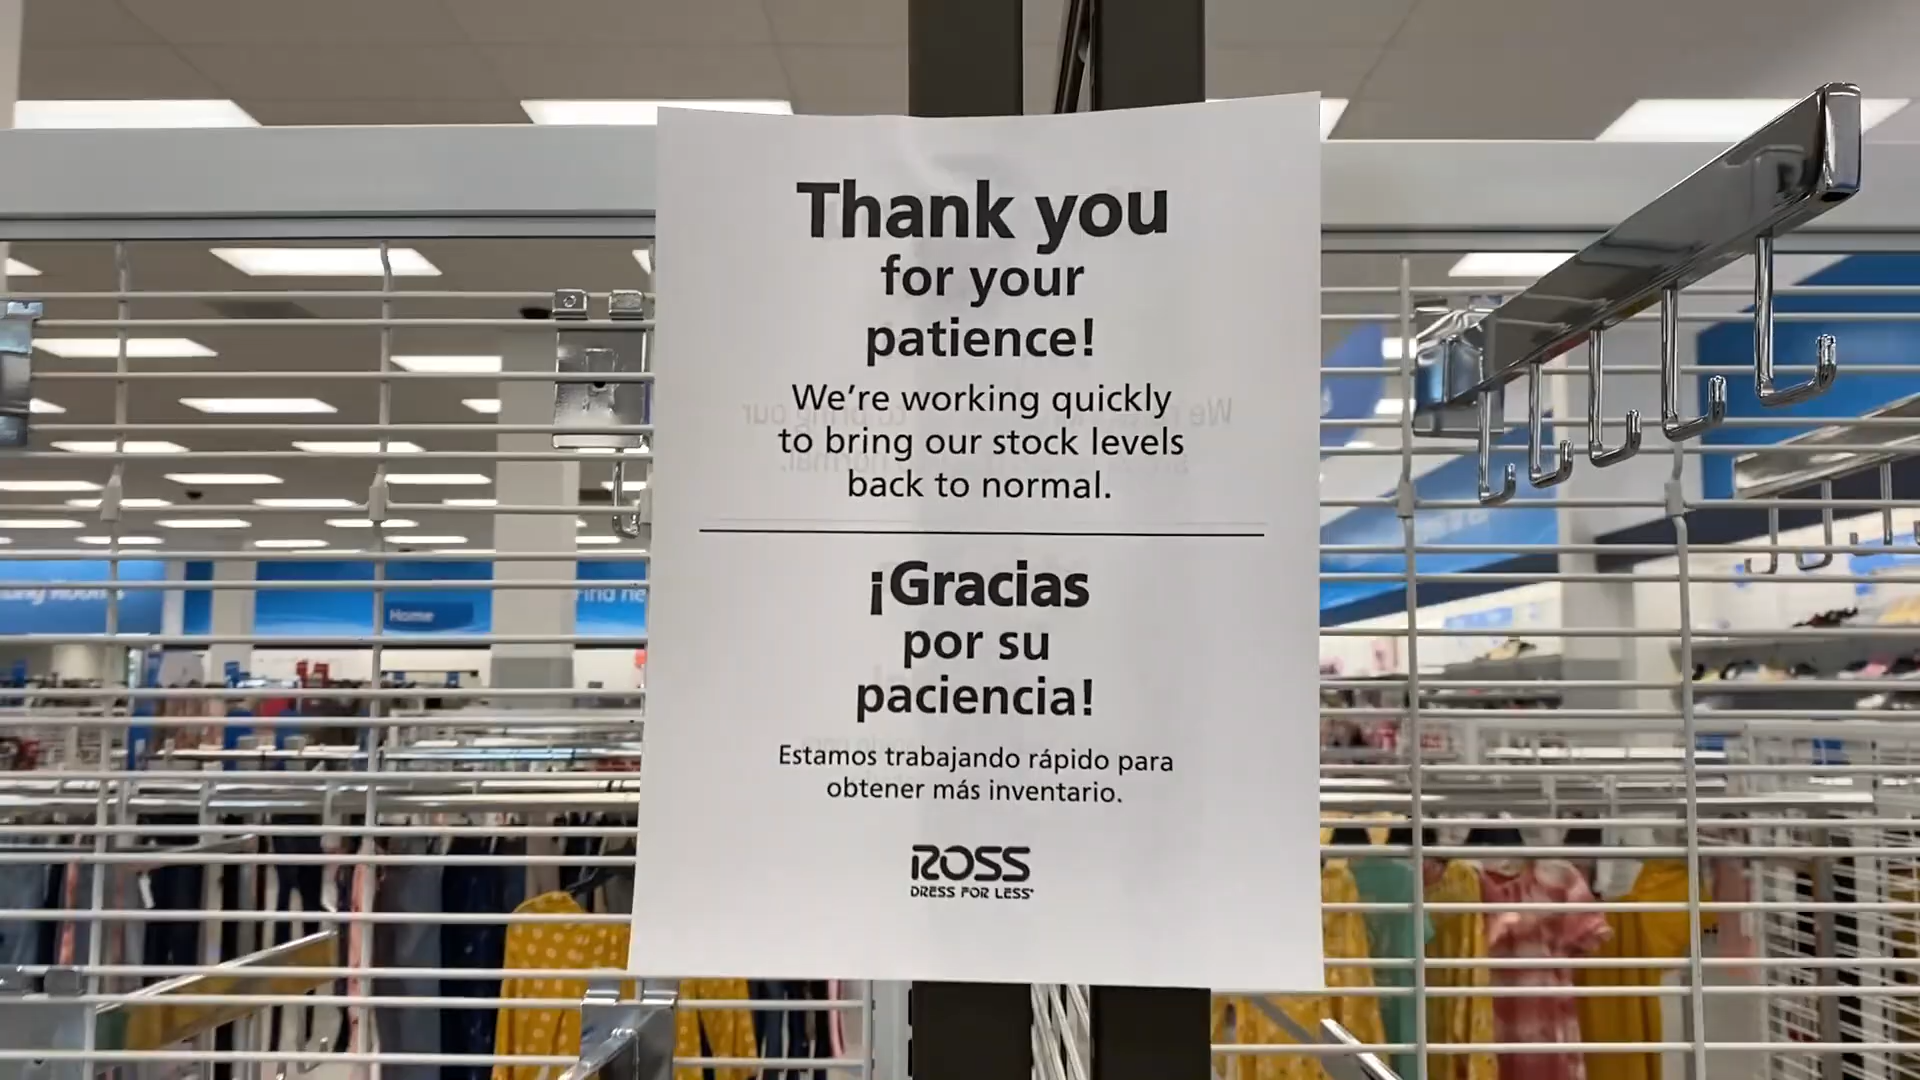 Thank you
for your
patience!
We're working quickly
to bring our stock levels
back to normal.
¡Gracias
por su
paciencia!
Estamos trabajando rápido para
obtener más inventario.
ROSS
DRESS FOR LESS
Home
Find